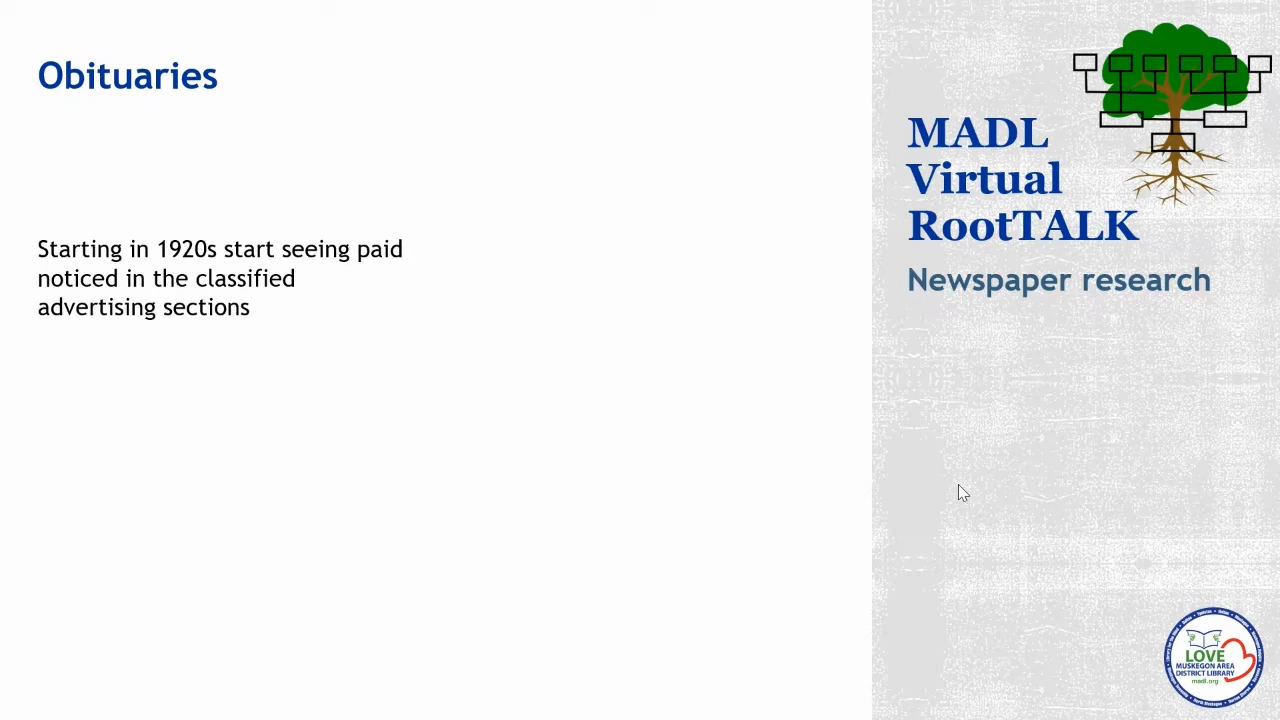 Obituaries
Starting in 1920s start seeing paid
noticed in the classified
advertising sections
MADL
Virtual
RootTALK
Newspaper research
LOVE
MUSKEGON AREA
DISTRICT LIBRARY
madl.org